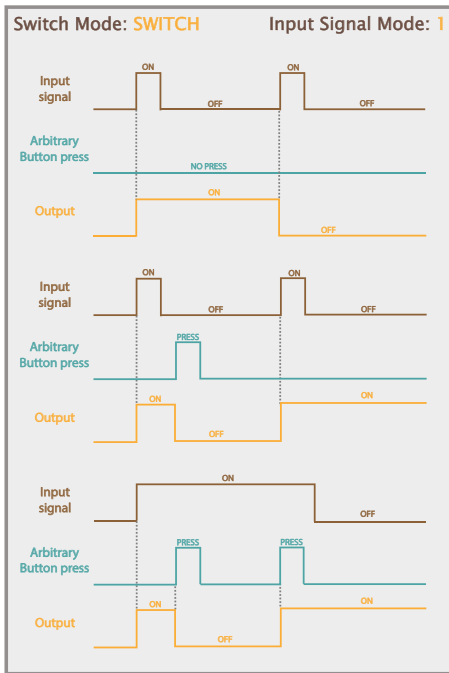 Switch Mode: SWITCH Input Signal Mode: 1
ON ON
Input
signal
OFF OFF
Arbitrary
Button press
NO PRESS
ON
Output
OFF
ON ON
Input
signal
OFF OFF
PRESS
Arbitrary
Button press
ON ON
Output
OFF
ON
Input
signal
OFF
PRESS PRESS
Arbitrary
Button press
ON ON
Output
OFF